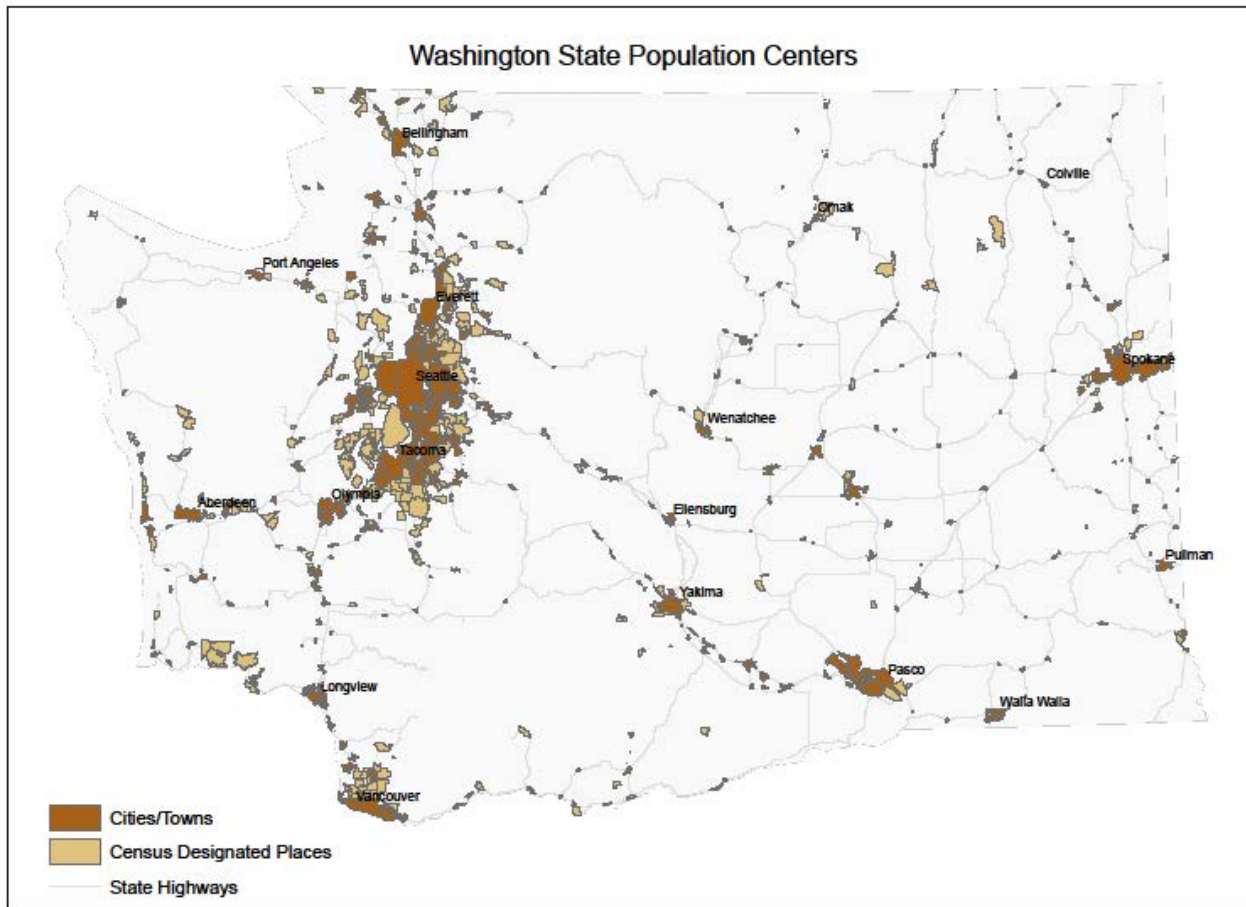 Washington State Population Centers
Bellingham
Colville
Omak
Port Angeles
Everett
Spokane
Seattle
Wenatchee
Tacoma
Olympia
Aberdeen
Ellensburg
Pullman
Yakima
Pasco
Longview
Walla Walla
Vancouver
Cities/Towns
Census Designated Places
State Highways